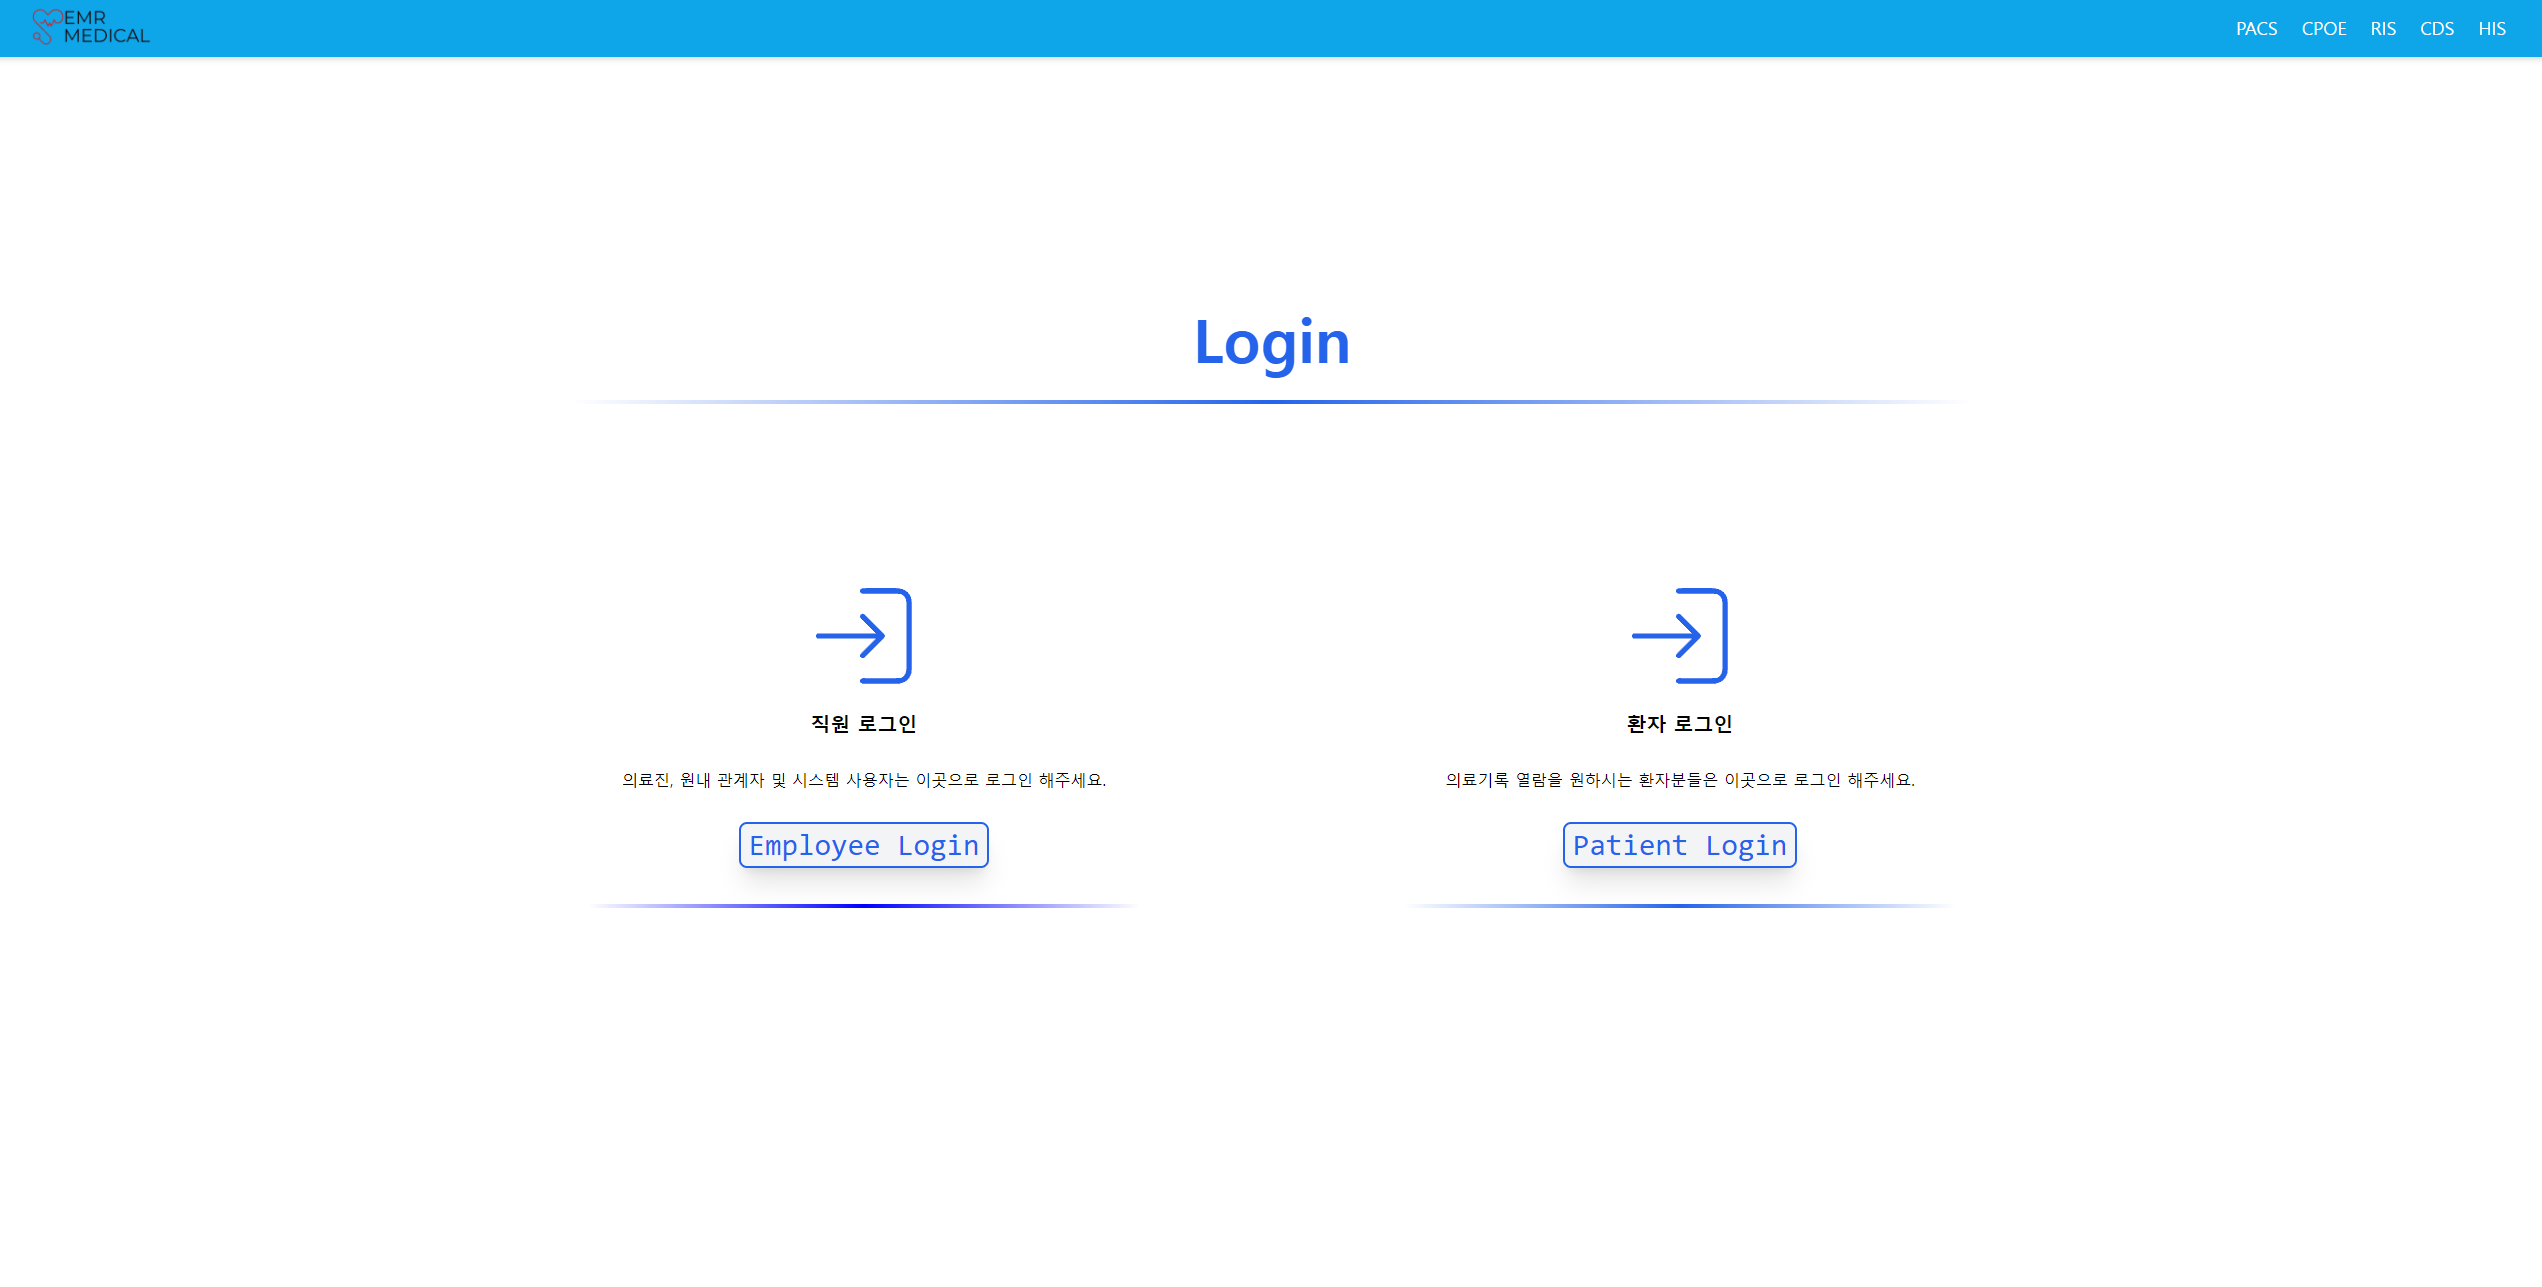 EMR
MEDICAL
PACS CPOE RIS CDS HIS
Login
직원 로그인
의료진, 원내 관계자 및 시스템 사용자는 이곳으로 로그인 해주세요.
Employee Login
환자 로그인
의료기록 열람을 원하시는 환자분들은 이곳으로 로그인 해주세요.
Patient Login